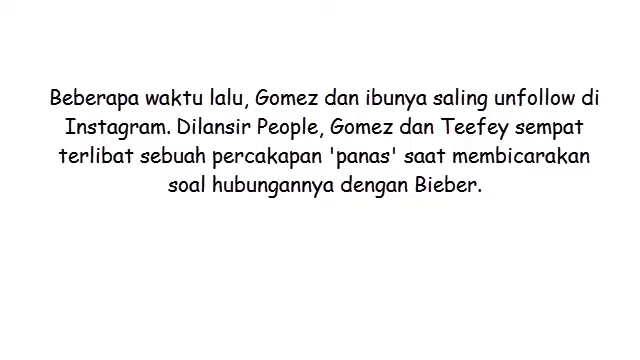 Beberapa waktu lalu, Gomez dan ibunya saling unfollow di
Instagram. Dilansir People, Gomez dan Teefey sempat
terlibat sebuah percakapan 'panas' saat membicarakan
soal hubungannya dengan Bieber.